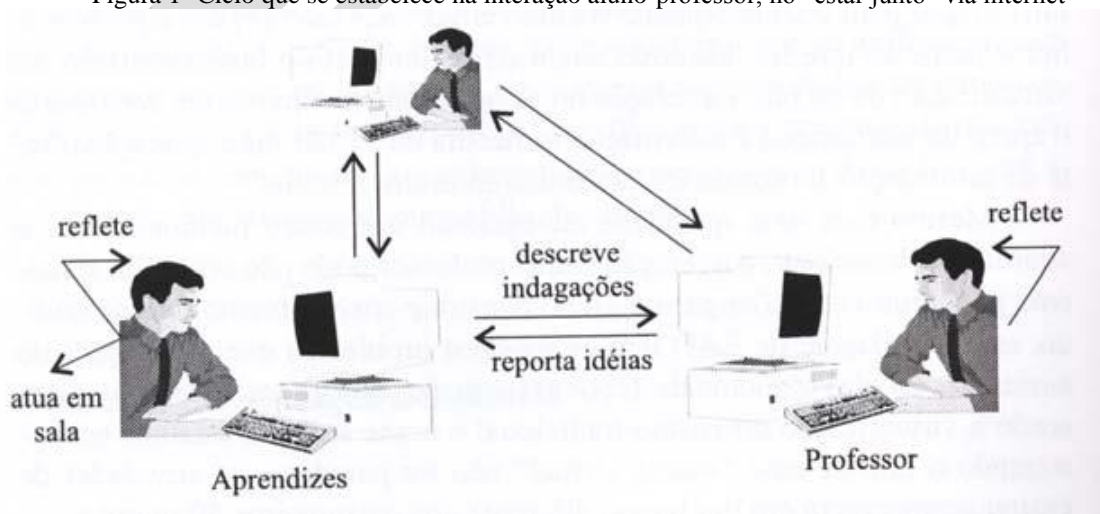 Figura 1- Ciclo que se estabelece na interação aluno-professor, no "estar junto" via internet
reflete
reflete
descreve
indagações
reporta idéias
atua em
sala
Aprendizes
Professor